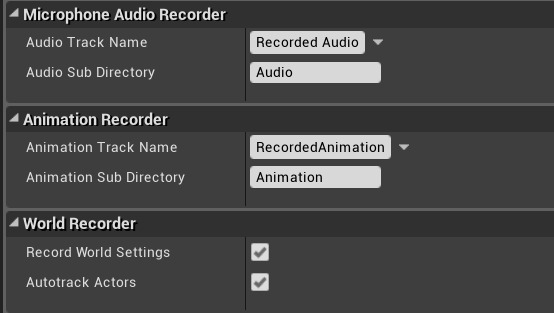 Microphone Audio Recorder
Audio Track Name Recorded Audio
Audio Sub Directory Audio
Animation Recorder
Animation Track Name RecordedAnimation
Animation Sub Directory Animation
World Recorder
Record World Settings
Autotrack Actors